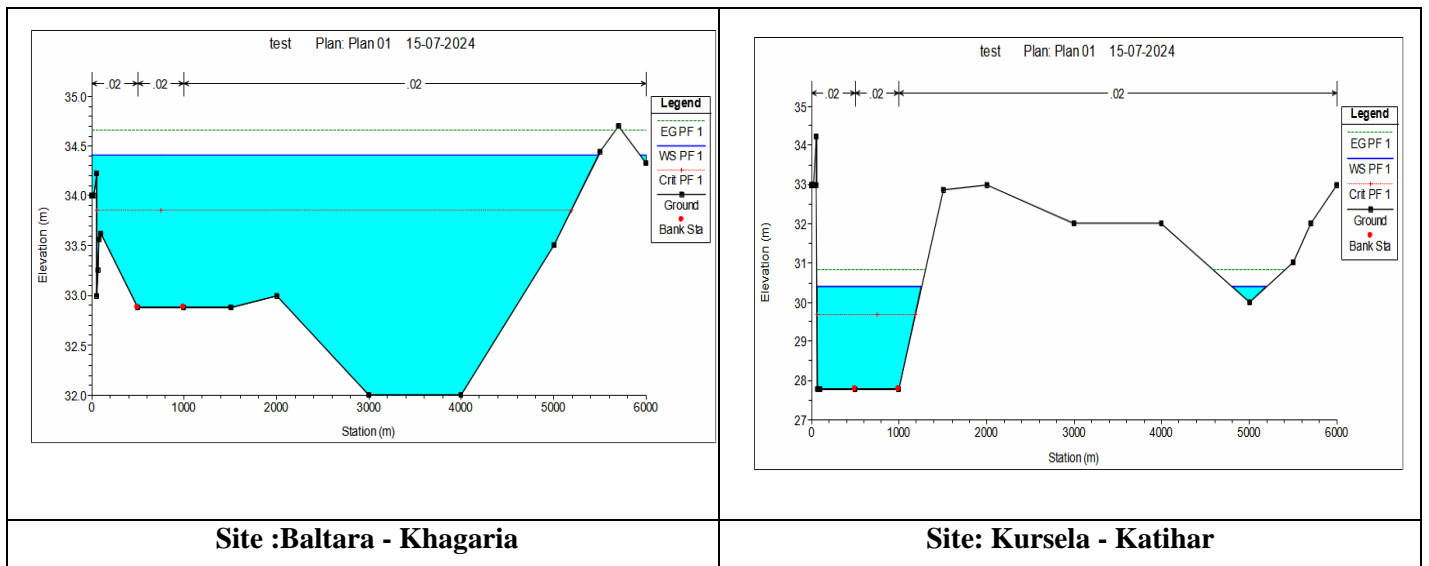 test Plan: Plan 01 15-07-2024
.02 .02 .02
35.0
34.5
34.0
33.5
33.0
32.5
32.0
Elevation (m)
0 1000 2000 3000 4000 5000 6000
Station (m)
Legend
EG PF 1
WS PF 1
Crit PF 1
Ground
Bank Sta
Site :Baltara - Khagaria
test Plan: Plan 01 15-07-2024
.02 .02 .02
35
34
33
32
31
30
29
28
27
Elevation (m)
0 1000 2000 3000 4000 5000 6000
Station (m)
Legend
EG PF 1
WS PF 1
Crit PF 1
Ground
Bank Sta
Site: Kursela - Katihar